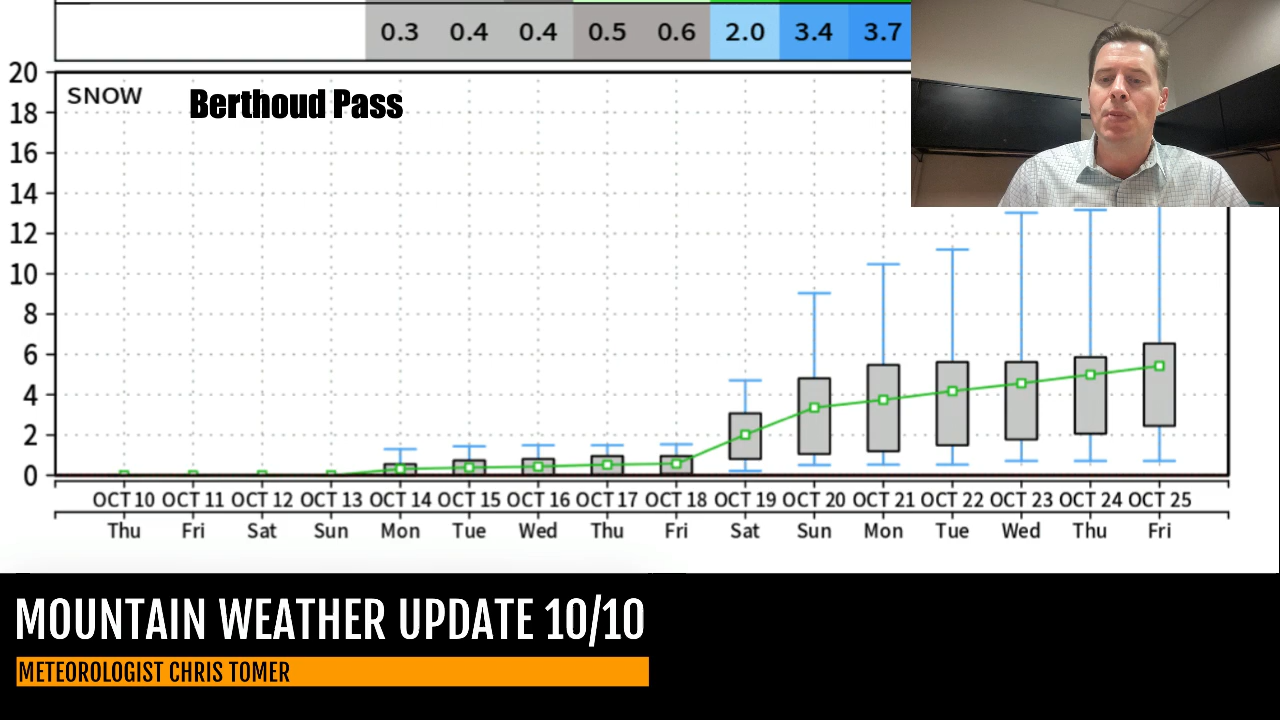 0.3 0.4 0.4 0.5 0.6 2.0 3.4 3.7
SNOW Berthoud Pass
20
18
16
14
12
10
8
6
4
2
0
OCT 10 OCT 11 OCT 12 OCT 13 OCT 14 OCT 15 OCT 16 OCT 17 OCT 18 OCT 19 OCT 20 OCT 21 OCT 22 OCT 23 OCT 24 OCT 25
Thu Fri Sat Sun Mon Tue Wed Thu Fri Sat Sun Mon Tue Wed Thu Fri
MOUNTAIN WEATHER UPDATE 10/10
METEOROLOGIST CHRIS TOMER